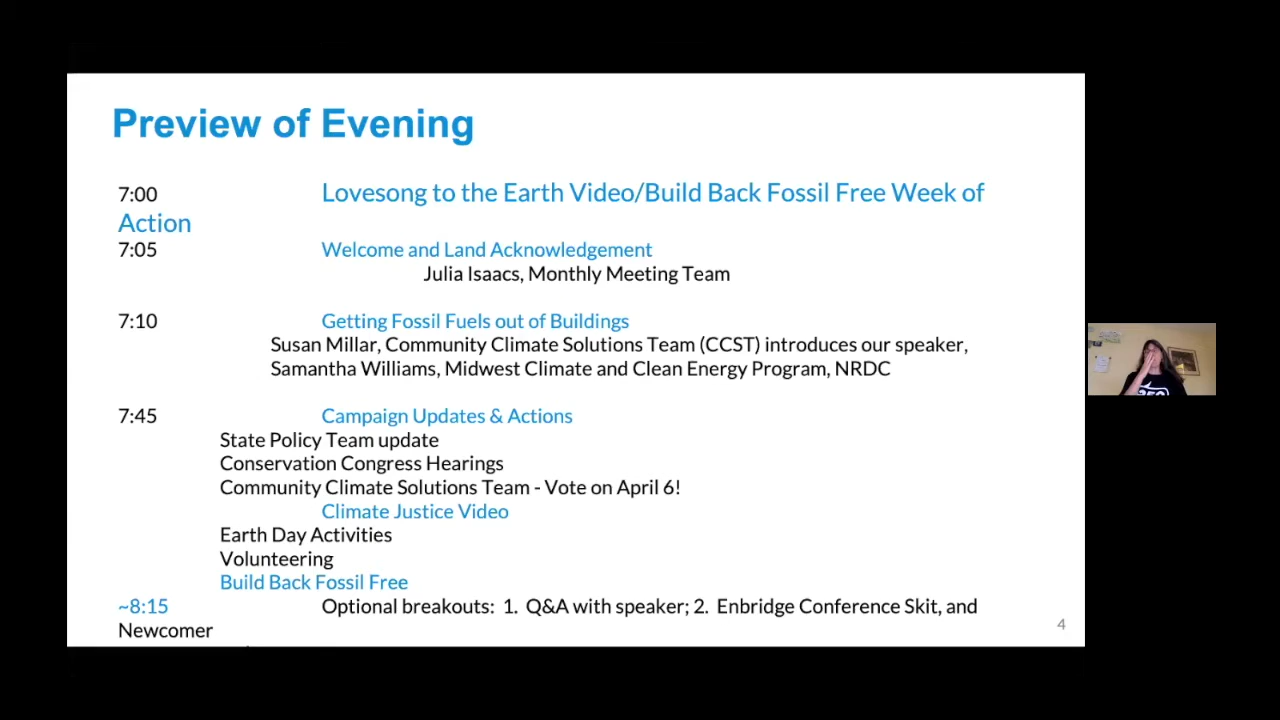 Preview of Evening
7:00 Lovesong to the Earth Video/Build Back Fossil Free Week of
Action
7:05 Welcome and Land Acknowledgement
Julia Isaacs, Monthly Meeting Team
7:10 Getting Fossil Fuels out of Buildings
Susan Millar, Community Climate Solutions Team (CCST) introduces our speaker,
Samantha Williams, Midwest Climate and Clean Energy Program, NRDC
7:45 Campaign Updates & Actions
State Policy Team update
Conservation Congress Hearings
Community Climate Solutions Team - Vote on April 6!
Climate Justice Video
Earth Day Activities
Volunteering
Build Back Fossil Free
~8:15 Optional breakouts: 1. Q&A with speaker; 2. Enbridge Conference Skit, and
Newcomer
4